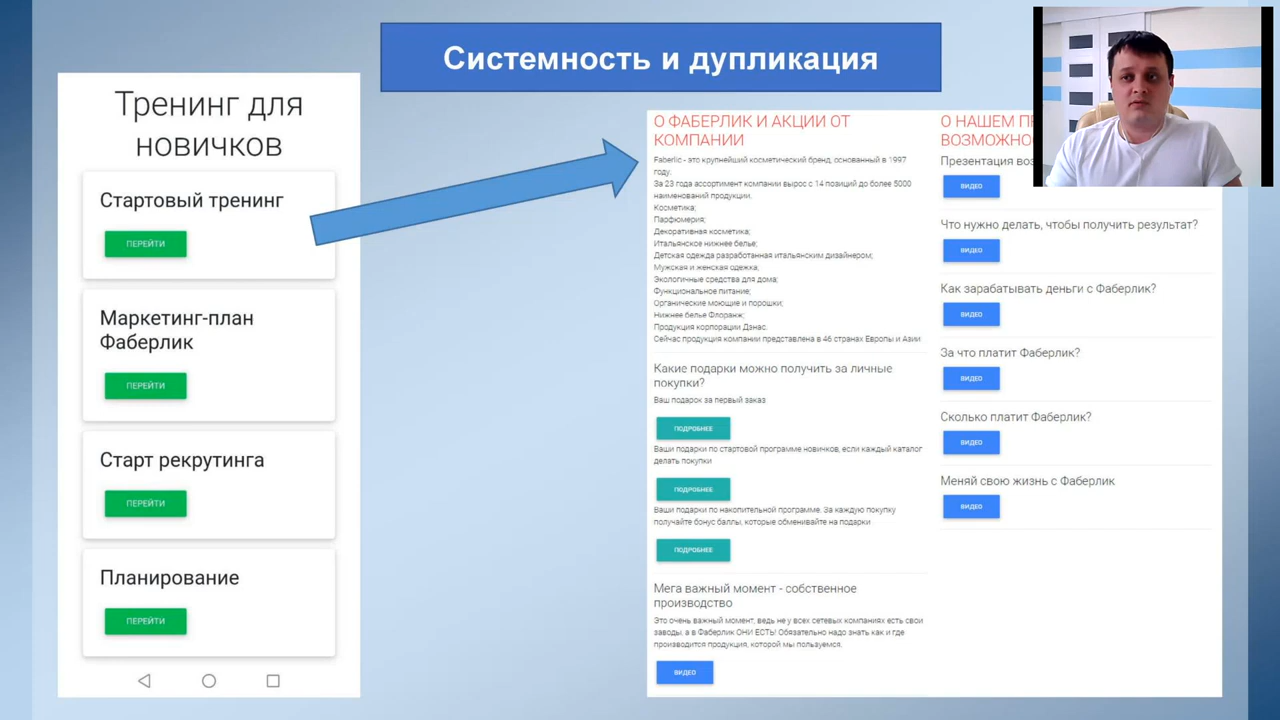 Системность и дупликация
Тренинг для
новичков
Стартовый тренинг
ПЕРЕЙТИ
Маркетинг-план
Фаберлик
ПЕРЕЙТИ
Старт рекрутинга
ПЕРЕЙТИ
Планирование
ПЕРЕЙТИ
О ФАБЕРЛИК И АКЦИИ ОТ
КОМПАНИИ
Faberlic - это крупнейший косметический бренд, основанный в 1997
году.
За 23 года ассортимент компании вырос с 14 позиций до более 5000
наименований продукции.
Косметика;
Парфюмерия;
Декоративная косметика;
Итальянское нижнее белье;
Детская одежда разработанная итальянским дизайнером;
Мужская и женская одежка;
Экологичные средства для дома;
Функциональное питание;
Органические моющие и порошки;
Нижнее белье Флоранж;
Продукция корпорации Дэнас.
Сейчас продукция компании представлена в 46 странах Европы и Азии
Какие подарки можно получить за личные
покупки?
Ваш подарок за первый заказ
ПОДРОБНЕЕ
Ваши подарки по стартовой программе новичков, если каждый каталог
делать покупки
ПОДРОБНЕЕ
Ваши подарки по накопительной программе. За каждую покупку
получайте бонус баллы, которые обменивайте на подарки
ПОДРОБНЕЕ
Мега важный момент - собственное
производство
Это очень важный момент, ведь не у всех сетевых компаниях есть свои
заводы, а в Фаберлик ОНИ ЕСТЬ! Обязательно надо знать как и где
производится продукция, которой мы пользуемся.
ВИДЕО
О НАШЕМ
Презентация
ВИДЕО
Что нужно делать, чтобы получить результат?
ВИДЕО
Как зарабатывать деньги с Фаберлик?
ВИДЕО
За что платит Фаберлик?
ВИДЕО
Сколько платит Фаберлик?
ВИДЕО
Меняй свою жизнь с Фаберлик
ВИДЕО